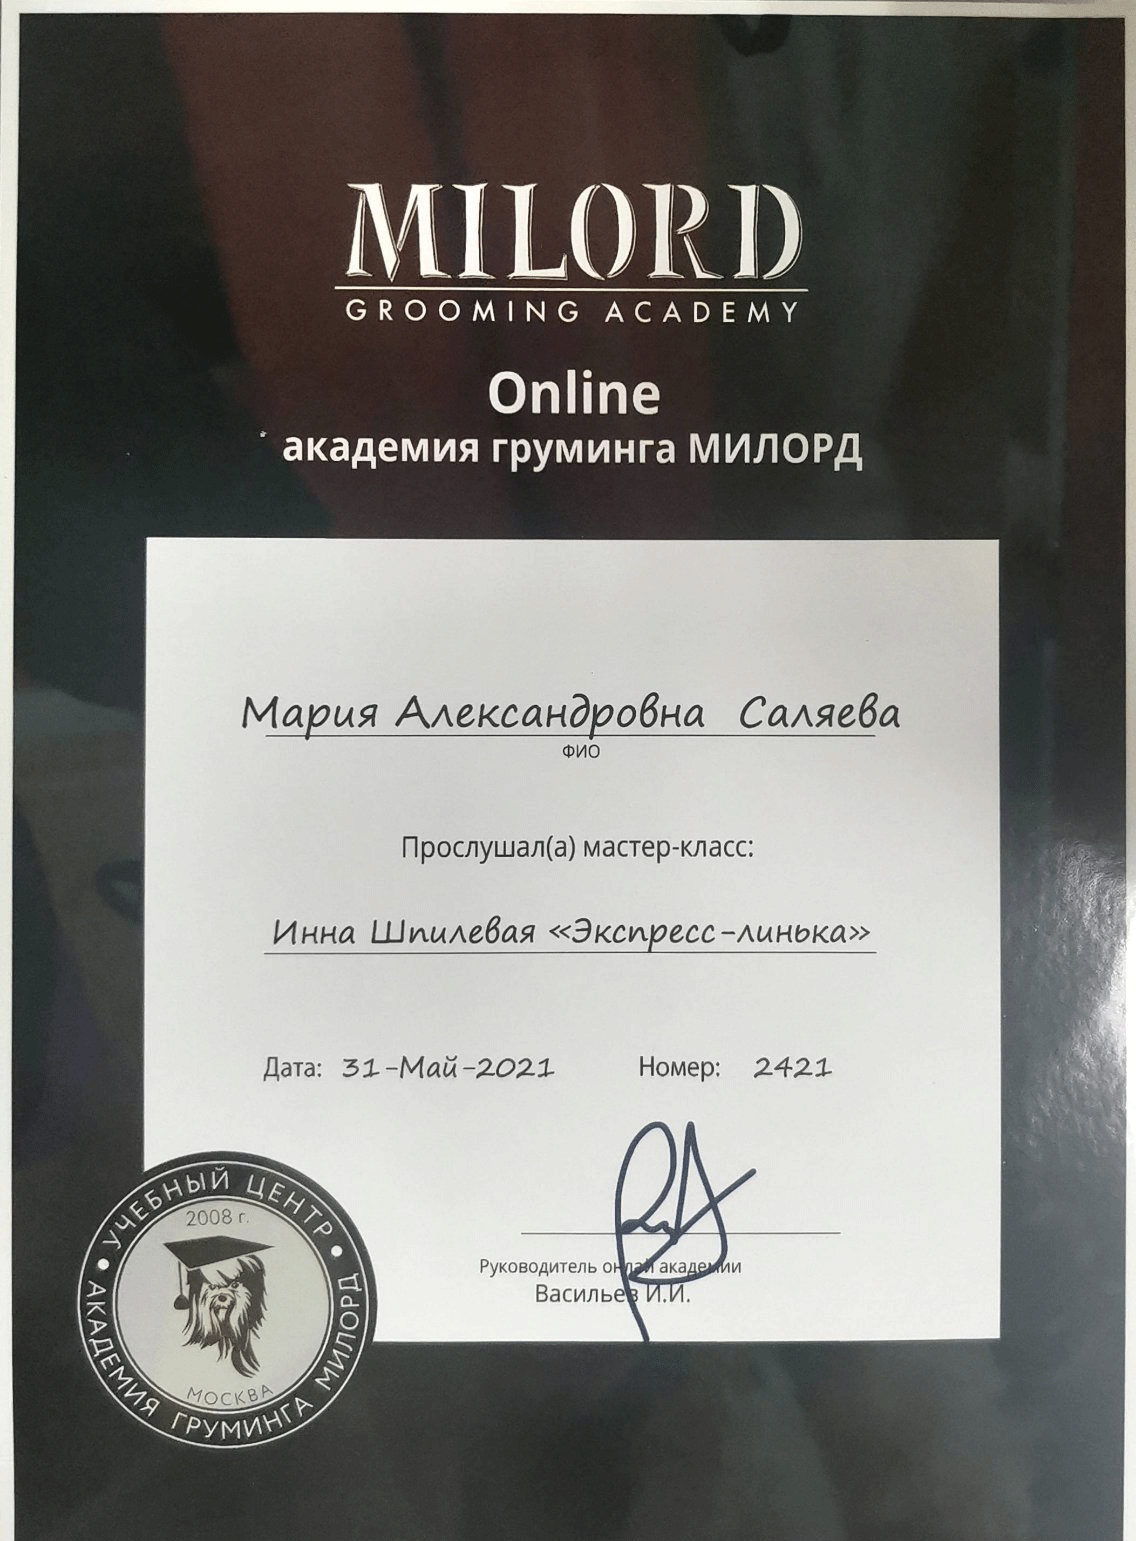 MILORD
GROOMING ACADEMY
Online
академия груминга МИЛОРД
Мария Александровна Саляева
ФИО
Прослушал(а) мастер-класс:
Инна Шпилевая «Экспресс-линька»
Дата: 31-Май-2021 Номер: 2421
Руководитель онлай академии
Васильев И.И.
УЧЕБНЫЙ ЦЕНТР
2008 г.
МОСКВА
АКАДЕМИЯ ГРУМИНГА МИЛОРД